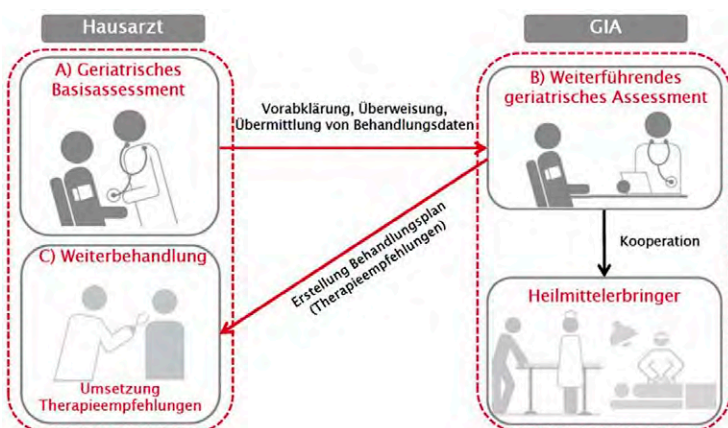 Hausarzt
A) Geriatrisches
Basisassessment
C) Weiterbehandlung
Umsetzung
Therapieempfehlungen
Vorabklärung, Überweisung,
Übermittlung von Behandlungsdaten
Erstellung Behandlungsplan
(Therapieempfehlungen)
GIA
B) Weiterführendes
geriatrisches Assessment
Kooperation
Heilmittelerbringer